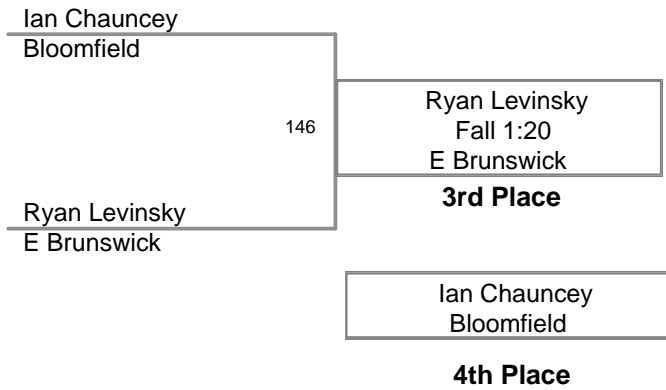 Ian Chauncey
Bloomfield
146
Ryan Levinsky
Fall 1:20
E Brunswick
3rd Place
Ryan Levinsky
E Brunswick
Ian Chauncey
Bloomfield
4th Place